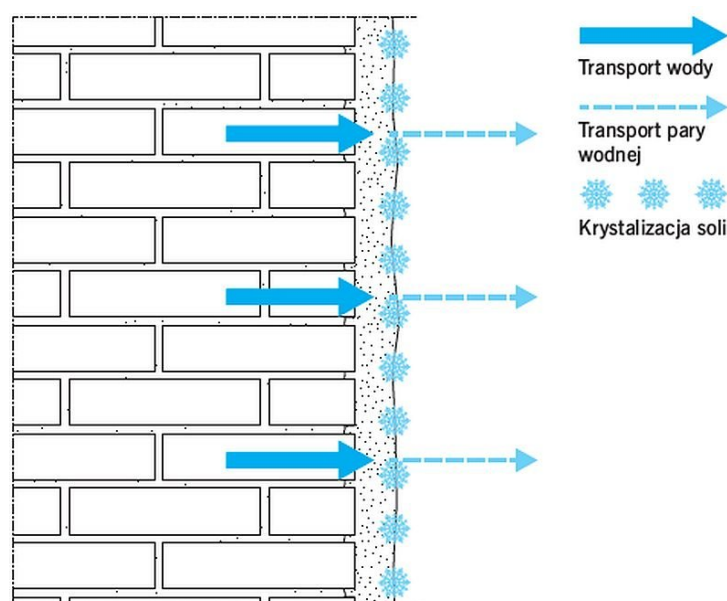 Transport wody
Transport pary
wodnej
Krystalizacja soli